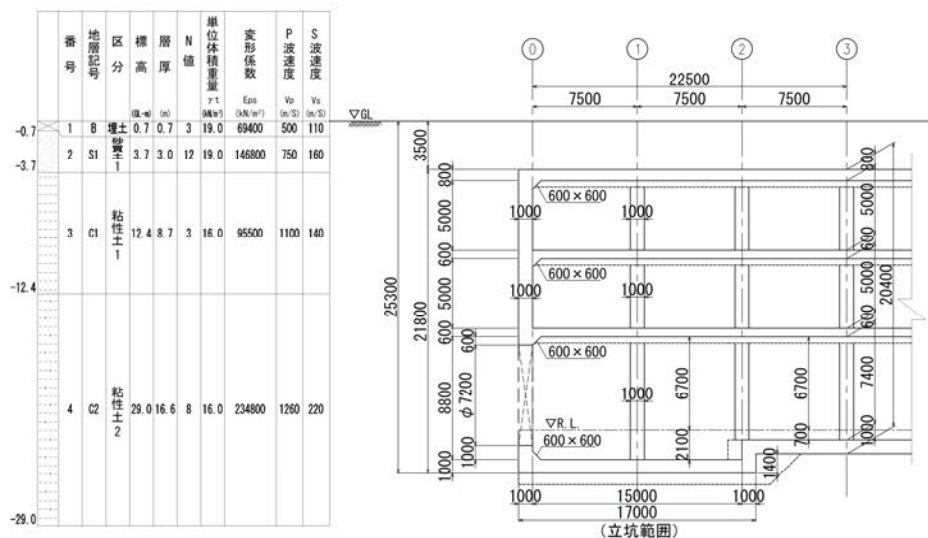 番号 地層記号 区分 標高 層厚 N値 単位体積重量 変形係数 P波速度 S波速度
γt Eps Vp Vs
(GL-m) (m) (kN/m³) (kN/m²) (m/S) (m/S)
1 B 埋土 0.7 0.7 3 19.0 69400 500 110
2 S1 1 3.7 3.0 12 19.0 146800 750 160
3 C1 粘性土1 12.4 8.7 3 16.0 95500 1100 140
4 C2 粘性土2 29.0 16.6 8 16.0 234800 1260 220
-0.7
-3.7
-12.4
-29.0
0 1 2 3
22500
7500 7500 7500
▽GL
3500
800 800
1000 600×600 1000
5000 5000
600 600
1000 600×600 1000
5000 5000
600 600
25300 21800 20400
600 600×600
8800 φ7200 1000 6700 6700 7400
▽R.L.
600×600
1000 1000 2100 700 1000
1400
1000 15000 1000
17000
(立坑範囲)